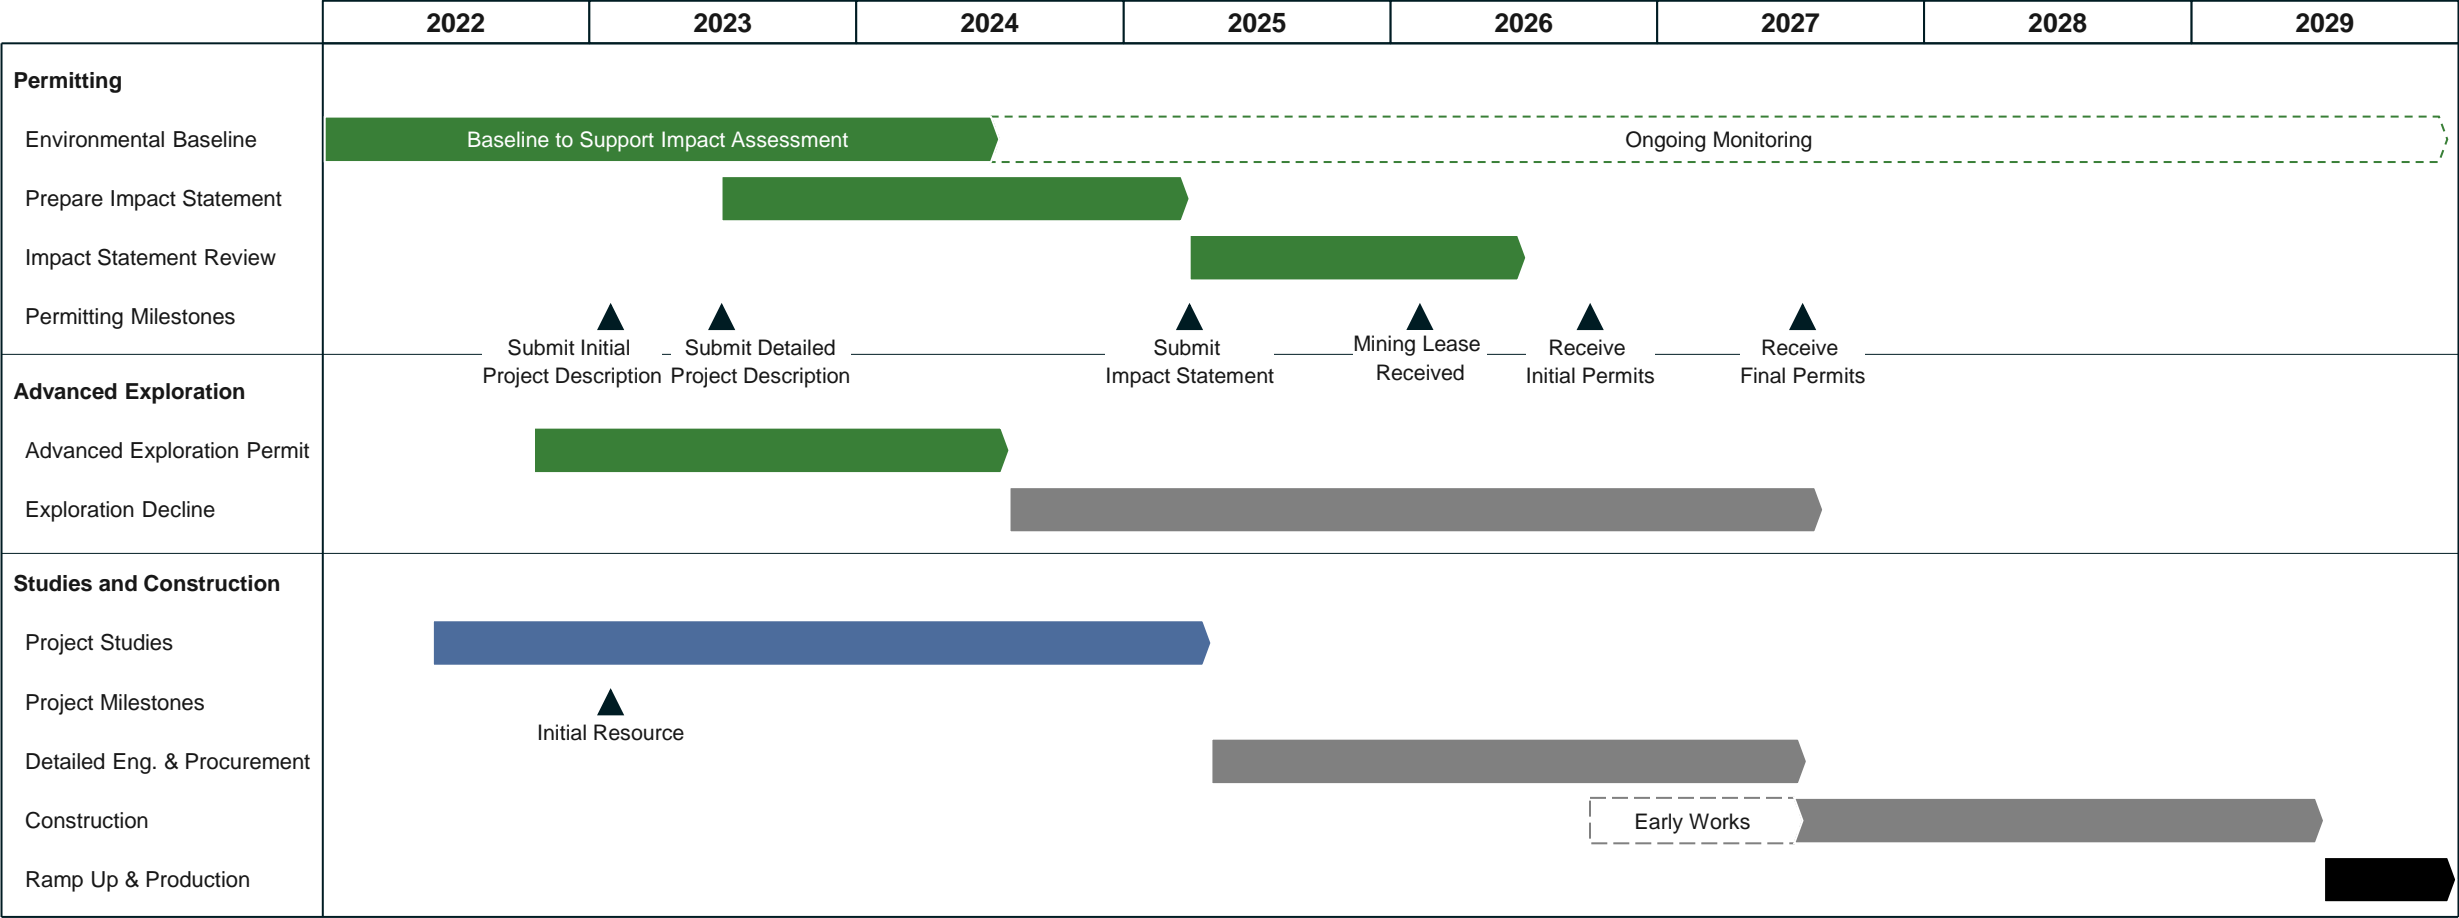 2022 2023 2024 2025 2026 2027 2028 2029
Permitting
Environmental Baseline Baseline to Support Impact Assessment Ongoing Monitoring
Prepare Impact Statement
Impact Statement Review
Permitting Milestones
Submit Initial
Project Description
Submit Detailed
Project Description
Submit
Impact Statement
Mining Lease
Received
Receive
Initial Permits
Receive
Final Permits
Advanced Exploration
Advanced Exploration Permit
Exploration Decline
Studies and Construction
Project Studies
Project Milestones
Initial Resource
Detailed Eng. & Procurement
Construction Early Works
Ramp Up & Production